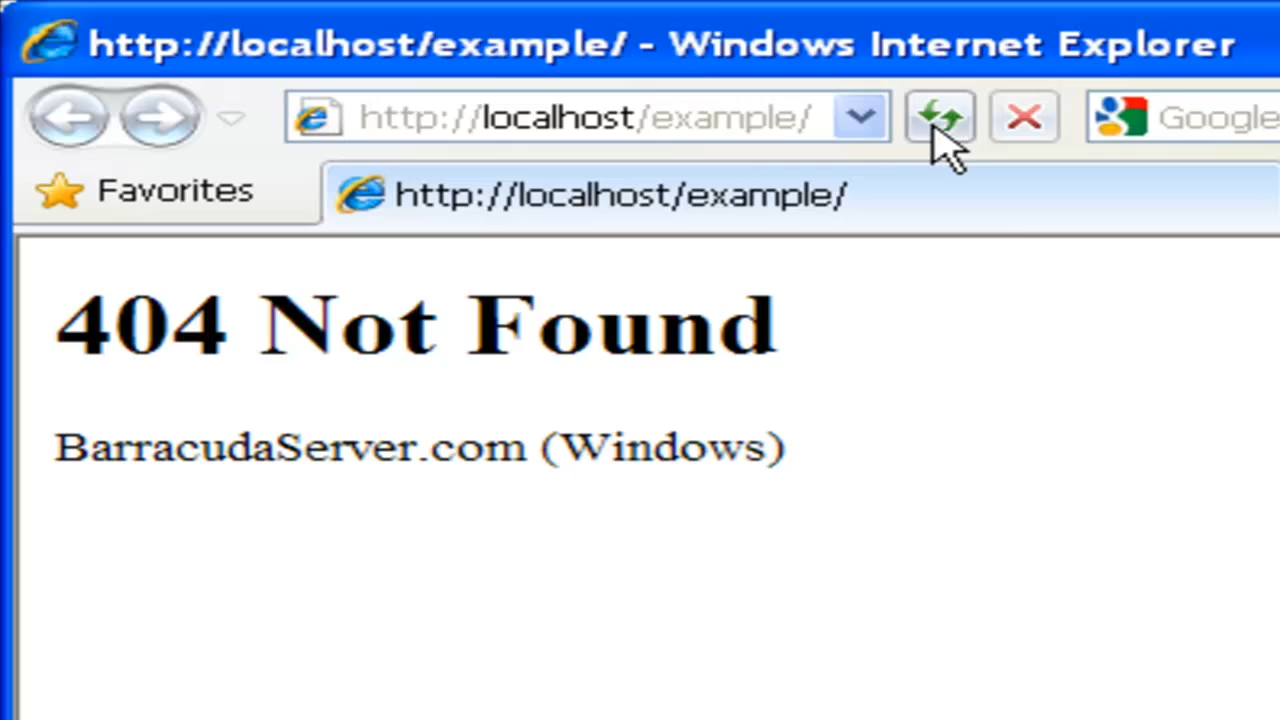 http://localhost/example/ - Windows Internet Explorer
http://localhost/example/
Google
Favorites
http://localhost/example/
404 Not Found
BarracudaServer.com (Windows)